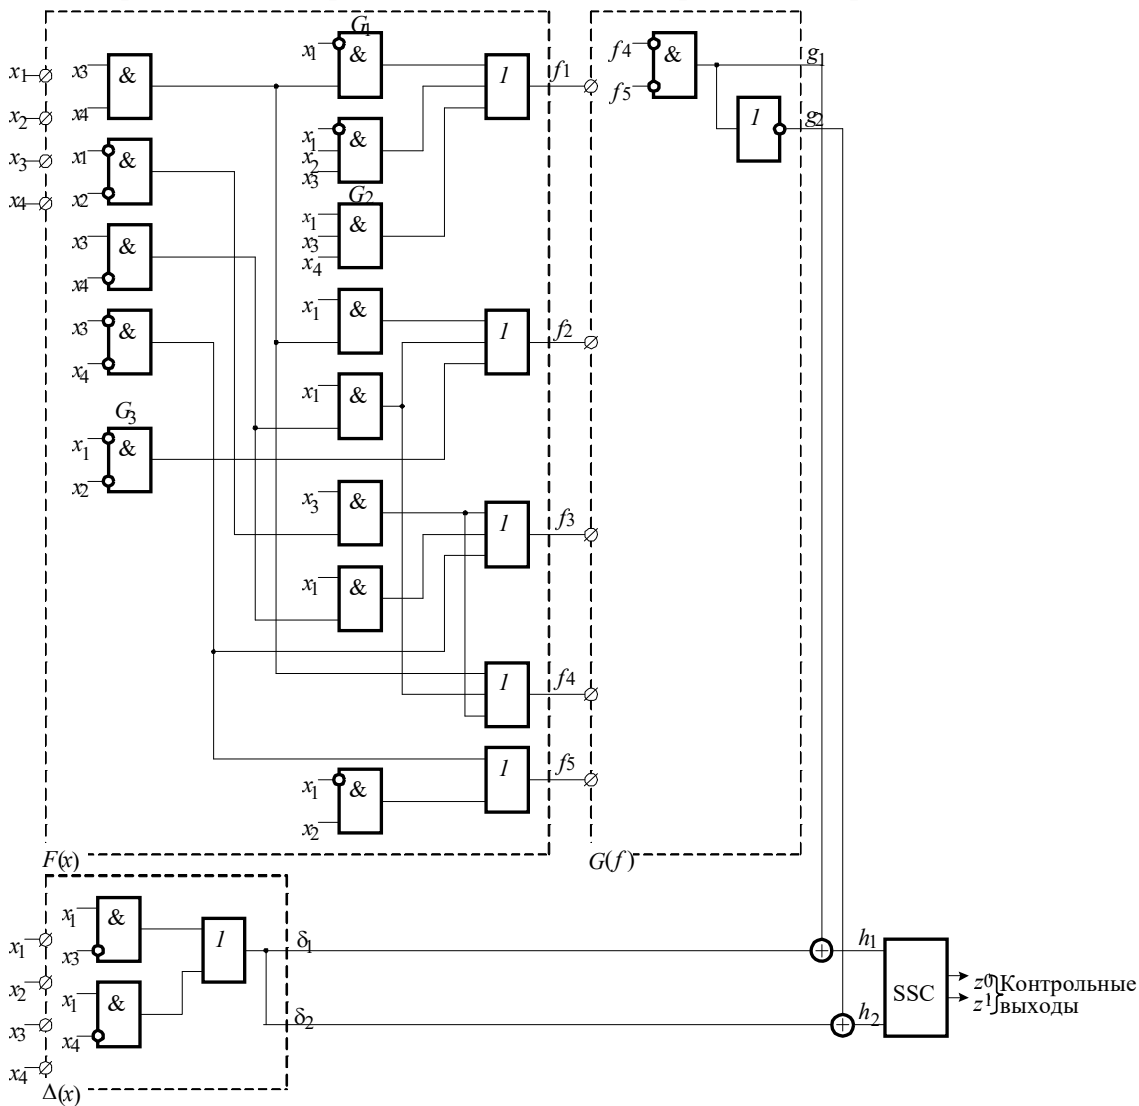 x1
x2
x3
x4
x3
&
x4
x1
&
x2
x3
&
x4
x3
&
x4
G3
x1
&
x2
G1
x1
&
x1
x2
x3
&
G2
x1
x3
x4
&
x1
&
x1
&
x3
&
x1
&
x1
&
x2
1
f1
1
f2
1
f3
1
f4
1
f5
F(x)
f4
f5
&
g1
1
g2
G(f)
x1
x2
x3
x4
x1
&
x3
x1
&
x4
1
δ1
δ2
Δ(x)
+
h1
+
h2
SSC
z0
z1
Контрольные
выходы